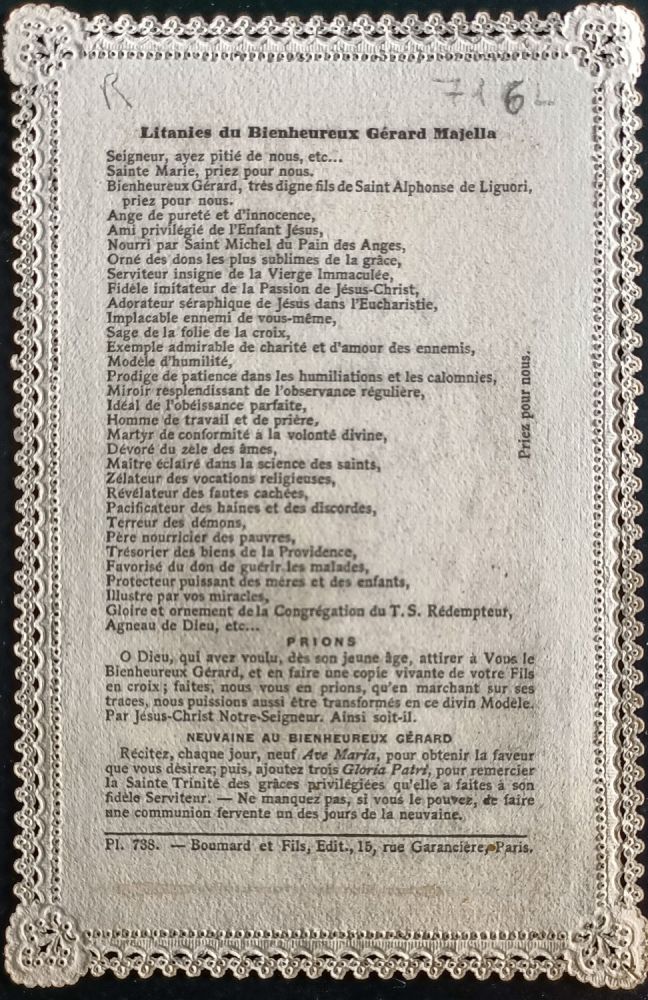 R
716
Litanies du Bienheureux Gérard Majella
Seigneur, ayez pitié de nous, etc...
Sainte Marie, priez pour nous.
Bienheureux Gérard, très digne fils de Saint Alphonse de Liguori,
priez pour nous.
Ange de pureté et d'innocence,
Ami privilégié de l'Enfant Jésus,
Nourri par Saint Michel du Pain des Anges,
Orné des dons les plus sublimes de la grâce,
Serviteur insigne de la Vierge Immaculée,
Fidèle imitateur de la Passion de Jésus-Christ,
Adorateur séraphique de Jésus dans l'Eucharistie,
Implacable ennemi de vous-même,
Sage de la folie de la croix,
Exemple admirable de charité et d'amour des ennemis,
Modèle d'humilité,
Prodige de patience dans les humiliations et les calomnies,
Miroir resplendissant de l'observance régulière,
Idéal de l'obéissance parfaite,
Homme de travail et de prière,
Martyr de conformité à la volonté divine,
Dévoré du zèle des âmes,
Maître éclairé dans la science des saints,
Zélateur des vocations religieuses,
Révélateur des fautes cachées,
Pacificateur des haines et des discordes,
Terreur des démons,
Père nourricier des pauvres,
Trésorier des biens de la Providence,
Favorisé du don de guérir les malades,
Protecteur puissant des mères et des enfants,
Illustre par vos miracles,
Gloire et ornement de la Congrégation du T. S. Rédempteur,
Agneau de Dieu, etc...
Priez pour nous.
PRIONS
O Dieu, qui avez voulu, dès son jeune âge, attirer à Vous le
Bienheureux Gérard, et en faire une copie vivante de votre Fils
en croix ; faites, nous vous en prions, qu'en marchant sur ses
traces, nous puissions aussi être transformés en ce divin Modèle.
Par Jésus-Christ Notre-Seigneur. Ainsi soit-il.
NEUVAINE AU BIENHEUREUX GÉRARD
Récitez, chaque jour, neuf Ave Maria, pour obtenir la faveur
que vous désirez; puis, ajoutez trois Gloria Patri, pour remercier
la Sainte Trinité des grâces privilégiées qu'elle a faites à son
fidèle Serviteur. — Ne manquez pas, si vous le pouvez, de faire
une communion fervente un des jours de la neuvaine.
Pl. 738. — Boumard et Fils, Edit., 15, rue Garancière, Paris.